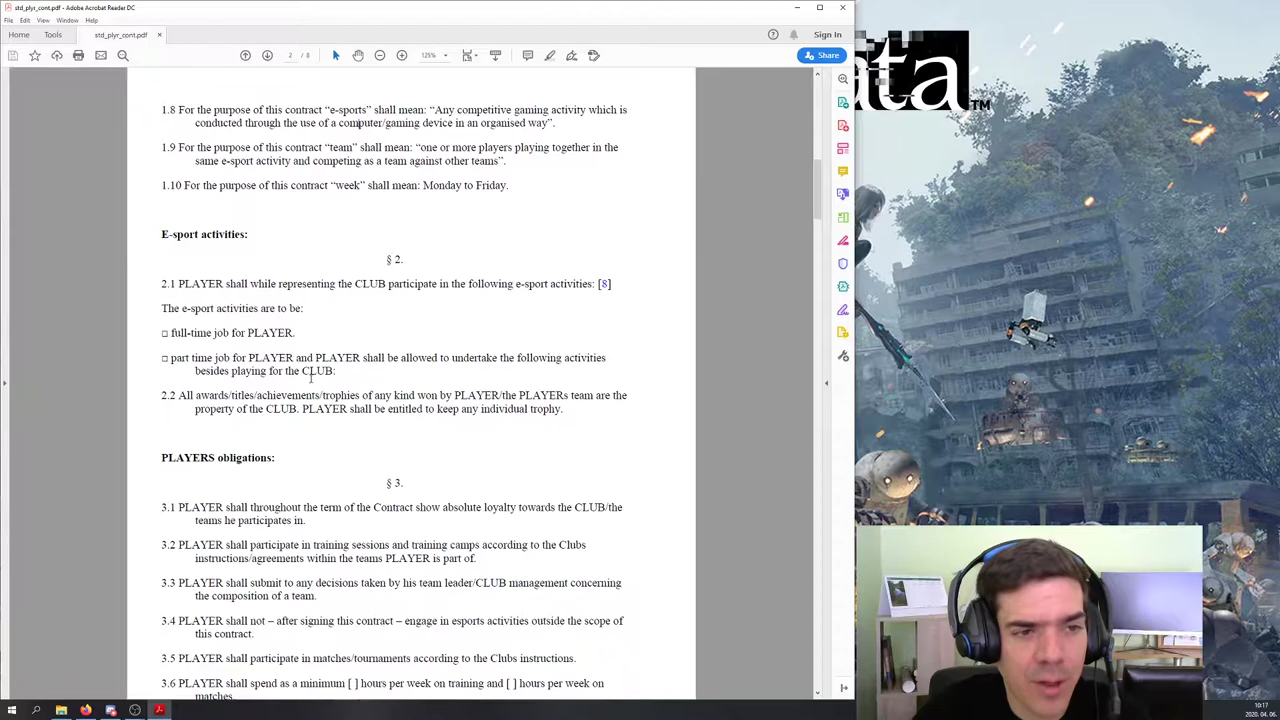 std_plyr_cont.pdf - Adobe Acrobat Reader DC
File Edit View Window Help
Home Tools std_plyr_cont.pdf × Sign In
2 / 8 125% Share
1.8 For the purpose of this contract “e-sports” shall mean: “Any competitive gaming activity which is
conducted through the use of a computer/gaming device in an organised way”.
1.9 For the purpose of this contract “team” shall mean: “one or more players playing together in the
same e-sport activity and competing as a team against other teams”.
1.10 For the purpose of this contract “week” shall mean: Monday to Friday.
E-sport activities:
§ 2.
2.1 PLAYER shall while representing the CLUB participate in the following e-sport activities: [8]
The e-sport activities are to be:
□ full-time job for PLAYER.
□ part time job for PLAYER and PLAYER shall be allowed to undertake the following activities
besides playing for the CLUB:
2.2 All awards/titles/achievements/trophies of any kind won by PLAYER/the PLAYERs team are the
property of the CLUB. PLAYER shall be entitled to keep any individual trophy.
PLAYERS obligations:
§ 3.
3.1 PLAYER shall throughout the term of the Contract show absolute loyalty towards the CLUB/the
teams he participates in.
3.2 PLAYER shall participate in training sessions and training camps according to the Clubs
instructions/agreements within the teams PLAYER is part of.
3.3 PLAYER shall submit to any decisions taken by his team leader/CLUB management concerning
the composition of a team.
3.4 PLAYER shall not – after signing this contract – engage in esports activities outside the scope of
this contract.
3.5 PLAYER shall participate in matches/tournaments according to the Clubs instructions.
3.6 PLAYER shall spend as a minimum [ ] hours per week on training and [ ] hours per week on
matches.
ata
TM
10:17
2020. 04. 06.